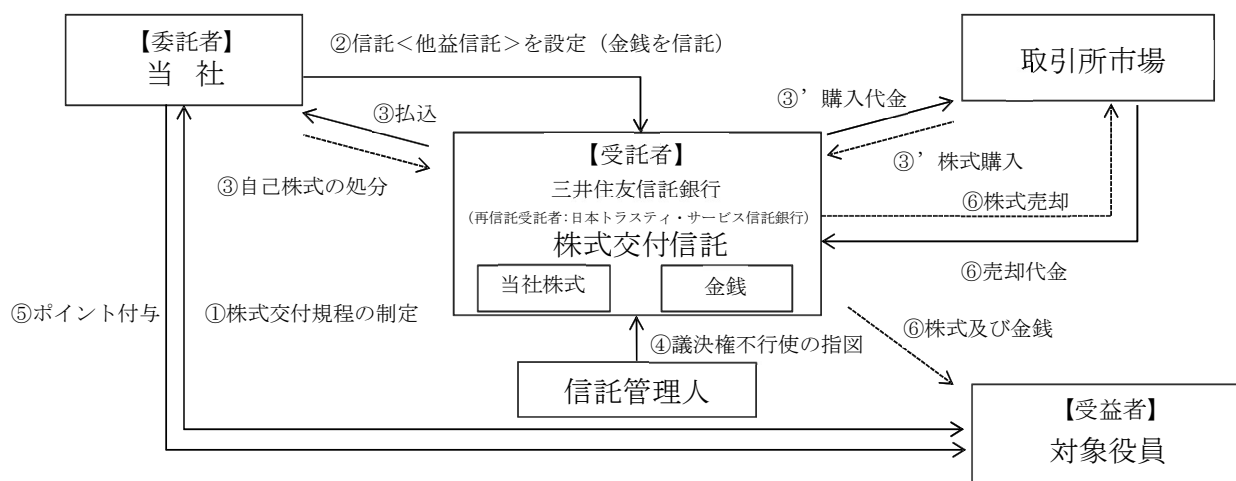 【委託者】
当 社
②信託＜他益信託＞を設定（金銭を信託）
取引所市場
③払込
③’購入代金
③自己株式の処分
【受託者】
三井住友信託銀行
（再信託受託者：日本トラスティ・サービス信託銀行）
株式交付信託
当社株式
金銭
③’株式購入
⑥株式売却
⑥売却代金
⑤ポイント付与
①株式交付規程の制定
④議決権不行使の指図
⑥株式及び金銭
信託管理人
【受益者】
対象役員